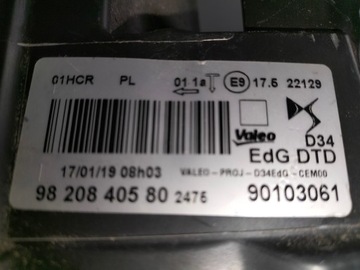 01HCR PL 01 1a E9 17.5 22129
Valeo D34
EdG DTD
17/01/19 08h03 VALEO-PROJ-D34EdG-CEM00
98 208 405 80 2475 90103061